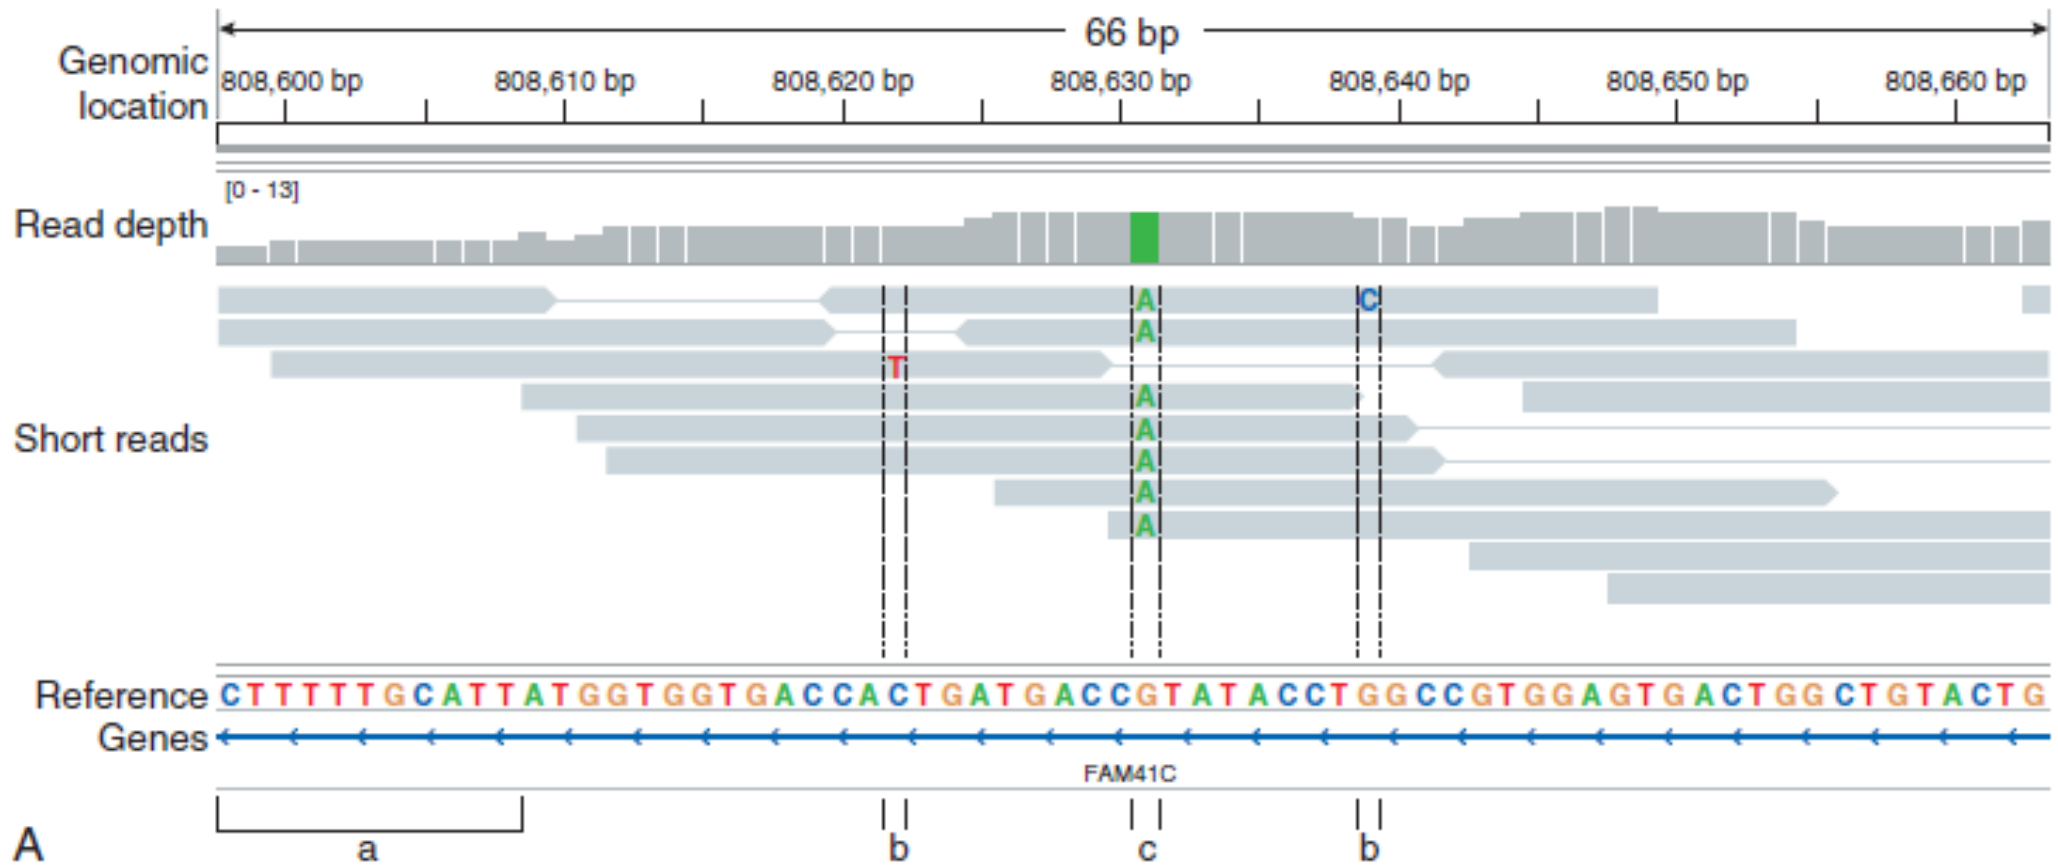 66 bp
Genomic location
808,600 bp 808,610 bp 808,620 bp 808,630 bp 808,640 bp 808,650 bp 808,660 bp
[0 - 13]
Read depth
A C
A
T
A
A
Short reads
A
A
A
Reference CTTTTTGCATTATGGTGGTGACCACTGATGACCGTATACCTGGCCGTGGAGTGACTGGCTGTACTG
Genes
FAM41C
A a b c b